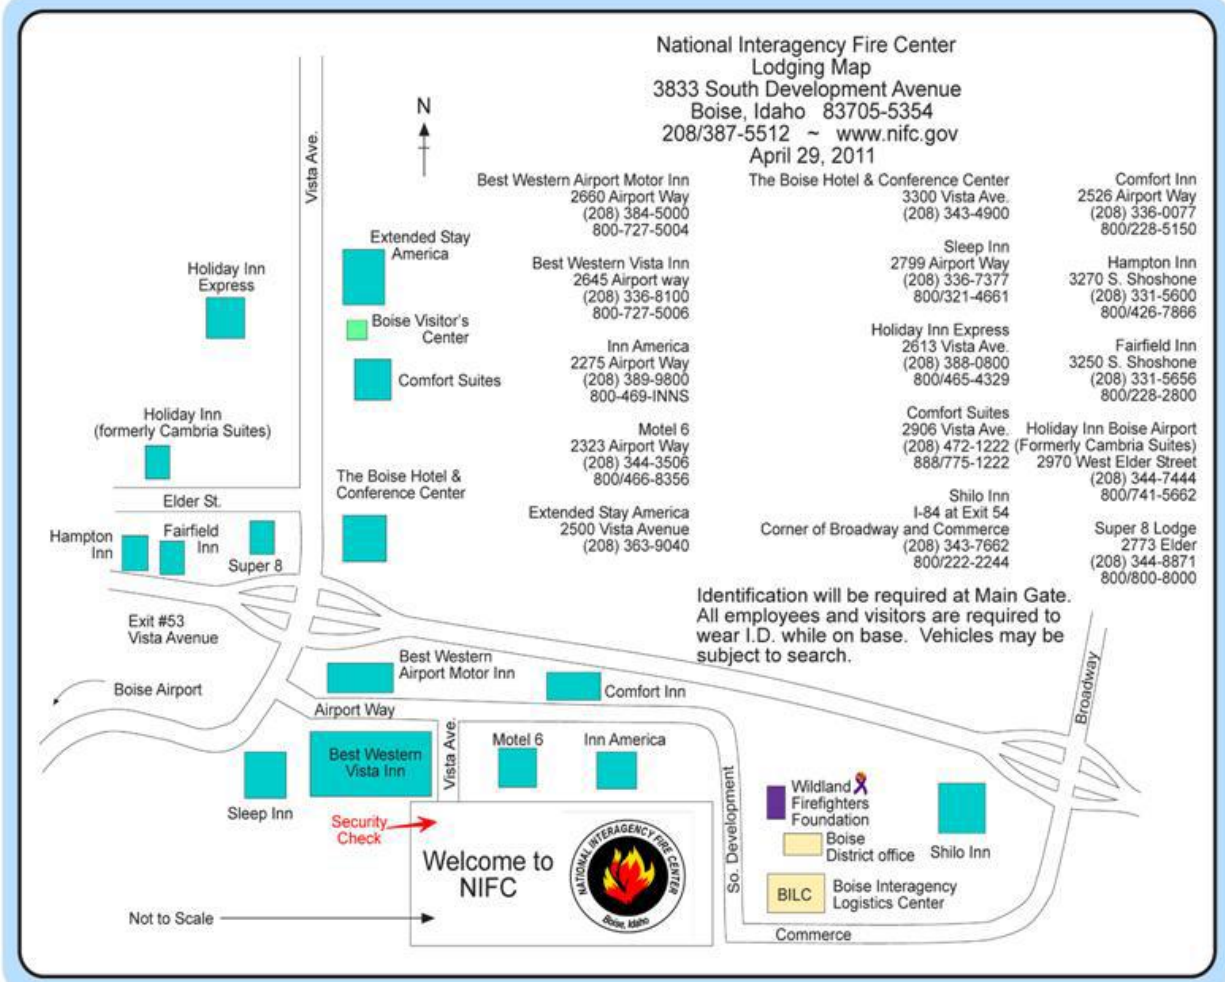 National Interagency Fire Center
Lodging Map
3833 South Development Avenue
Boise, Idaho 83705-5354
208/387-5512 ~ www.nifc.gov
April 29, 2011
Best Western Airport Motor Inn
2660 Airport Way
(208) 384-5000
800-727-5004
Best Western Vista Inn
2645 Airport way
(208) 336-8100
800-727-5006
Inn America
2275 Airport Way
(208) 389-9800
800-469-INNS
Motel 6
2323 Airport Way
(208) 344-3506
800/466-8356
Extended Stay America
2500 Vista Avenue
(208) 363-9040
The Boise Hotel & Conference Center
3300 Vista Ave.
(208) 343-4900
Sleep Inn
2799 Airport Way
(208) 336-7377
800/321-4661
Holiday Inn Express
2613 Vista Ave.
(208) 388-0800
800/465-4329
Comfort Suites
2906 Vista Ave.
(208) 472-1222
888/775-1222
Shilo Inn
I-84 at Exit 54
Corner of Broadway and Commerce
(208) 343-7662
800/222-2244
Comfort Inn
2526 Airport Way
(208) 336-0077
800/228-5150
Hampton Inn
3270 S. Shoshone
(208) 331-5600
800/426-7866
Fairfield Inn
3250 S. Shoshone
(208) 331-5656
800/228-2800
Holiday Inn Boise Airport
(Formerly Cambria Suites)
2970 West Elder Street
(208) 344-7444
800/741-5662
Super 8 Lodge
2773 Elder
(208) 344-8871
800/800-8000
Identification will be required at Main Gate.
All employees and visitors are required to
wear I.D. while on base. Vehicles may be
subject to search.
N
Vista Ave.
Extended Stay
America
Holiday Inn
Express
Boise Visitor's
Center
Comfort Suites
Holiday Inn
(formerly Cambria Suites)
The Boise Hotel &
Conference Center
Elder St.
Hampton
Inn
Fairfield
Inn
Super 8
Exit #53
Vista Avenue
Boise Airport
Best Western
Airport Motor Inn
Comfort Inn
Airport Way
Broadway
Best Western
Vista Inn
Vista Ave.
Motel 6
Inn America
Sleep Inn
Security
Check
Welcome to
NIFC
NATIONAL INTERAGENCY FIRE CENTER
Boise, Idaho
Not to Scale
So. Development
Wildland
Firefighters
Foundation
Boise
District office
Shilo Inn
BILC
Boise Interagency
Logistics Center
Commerce